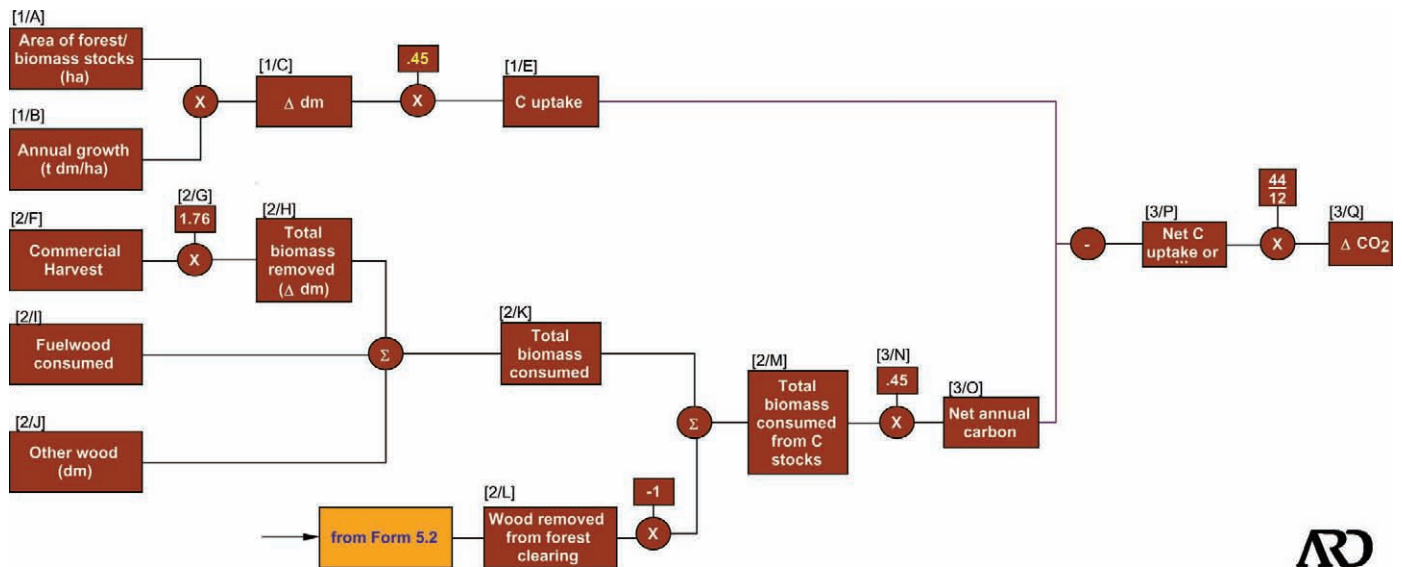 [1/A]
Area of forest/
biomass stocks
(ha)
[1/B]
Annual growth
(t dm/ha)
X
[1/C]
Δ dm
.45
X
[1/E]
C uptake
[2/F]
Commercial
Harvest
[2/G]
1.76
X
[2/H]
Total
biomass
removed
(Δ dm)
[2/I]
Fuelwood
consumed
[2/J]
Other wood
(dm)
Σ
[2/K]
Total
biomass
consumed
from Form 5.2
[2/L]
Wood removed
from forest
clearing
-1
X
Σ
[2/M]
Total
biomass
consumed
from C
stocks
[3/N]
.45
X
[3/O]
Net annual
carbon
-
[3/P]
Net C
uptake or
...
44
12
X
[3/Q]
Δ CO2
ARD